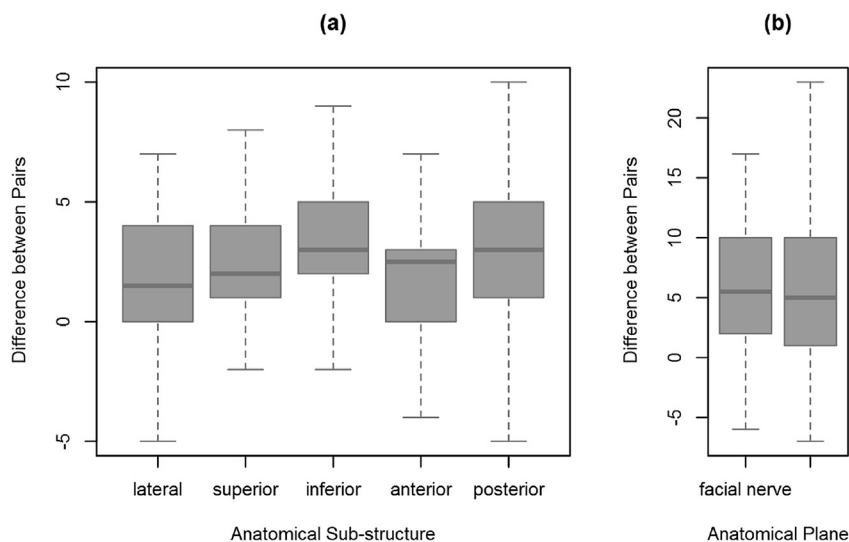 (a)
(b)
Difference between Pairs
10
5
0
-5
lateral superior inferior anterior posterior
Anatomical Sub-structure
Difference between Pairs
20
15
10
5
0
-5
facial nerve
Anatomical Plane